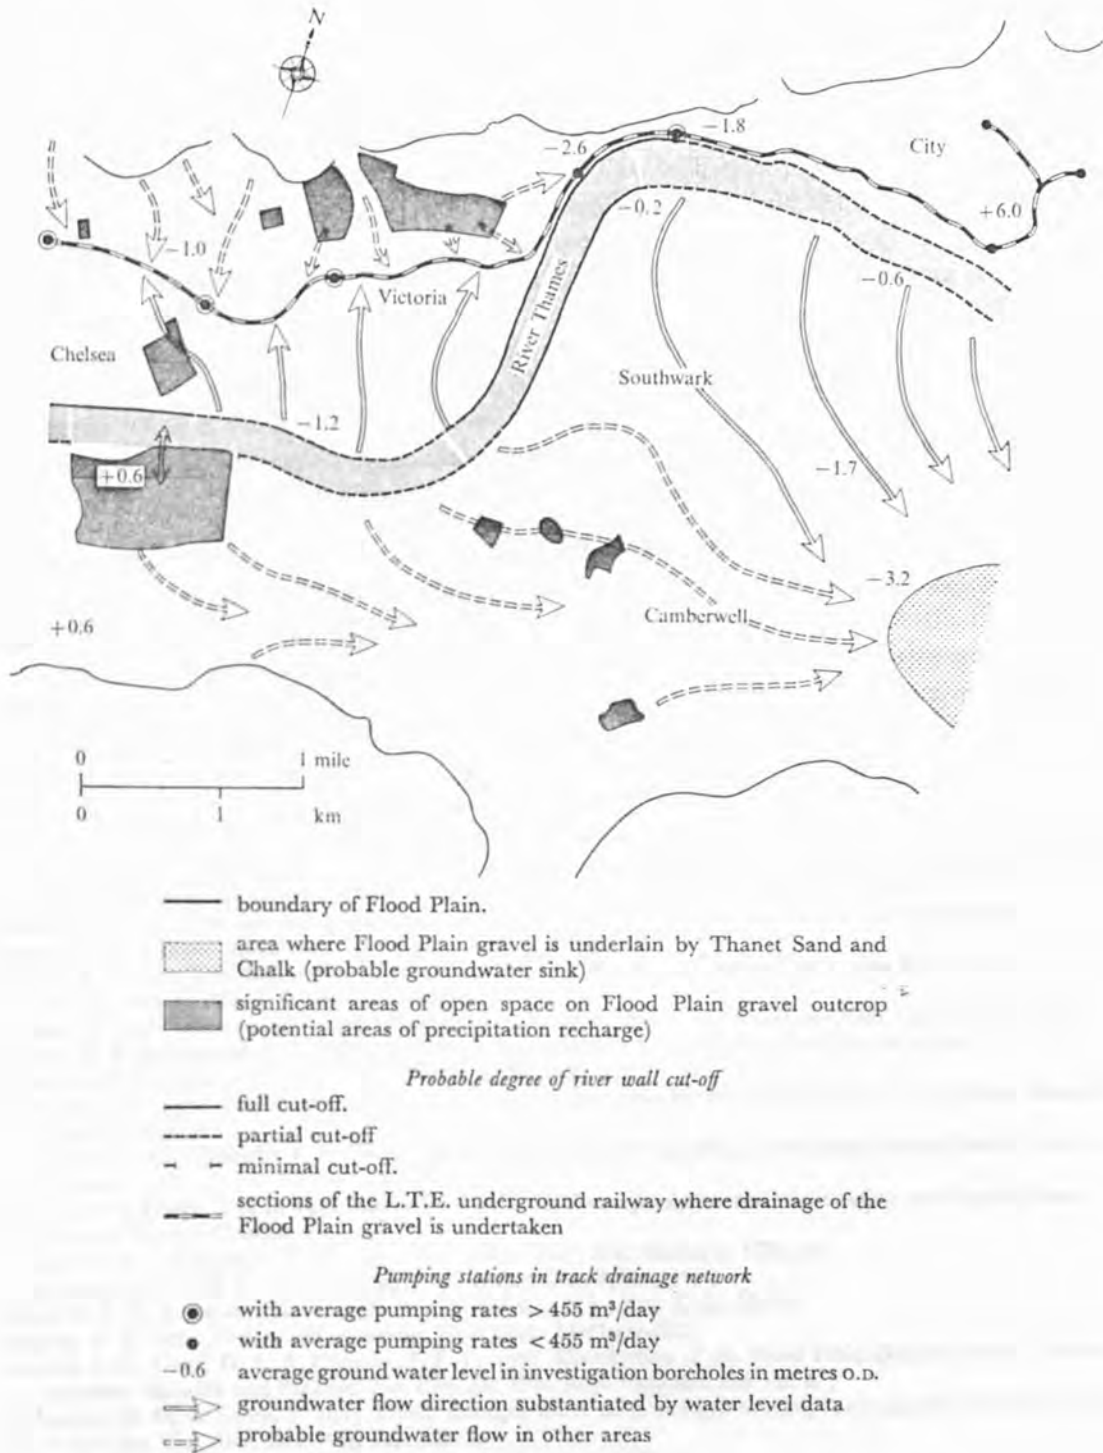 N
−1.8
−2.6
City
−0.2
+6.0
−1.0
−0.6
Victoria
River Thames
Chelsea
Southwark
−1.2
−1.7
+0.6
−3.2
+0.6
Camberwell
0 1 mile
0 1 km
boundary of Flood Plain.
area where Flood Plain gravel is underlain by Thanet Sand and
Chalk (probable groundwater sink)
significant areas of open space on Flood Plain gravel outcrop
(potential areas of precipitation recharge)
Probable degree of river wall cut-off
full cut-off.
partial cut-off
minimal cut-off.
sections of the L.T.E. underground railway where drainage of the
Flood Plain gravel is undertaken
Pumping stations in track drainage network
with average pumping rates > 455 m³/day
with average pumping rates < 455 m³/day
−0.6 average ground water level in investigation boreholes in metres O.D.
groundwater flow direction substantiated by water level data
probable groundwater flow in other areas